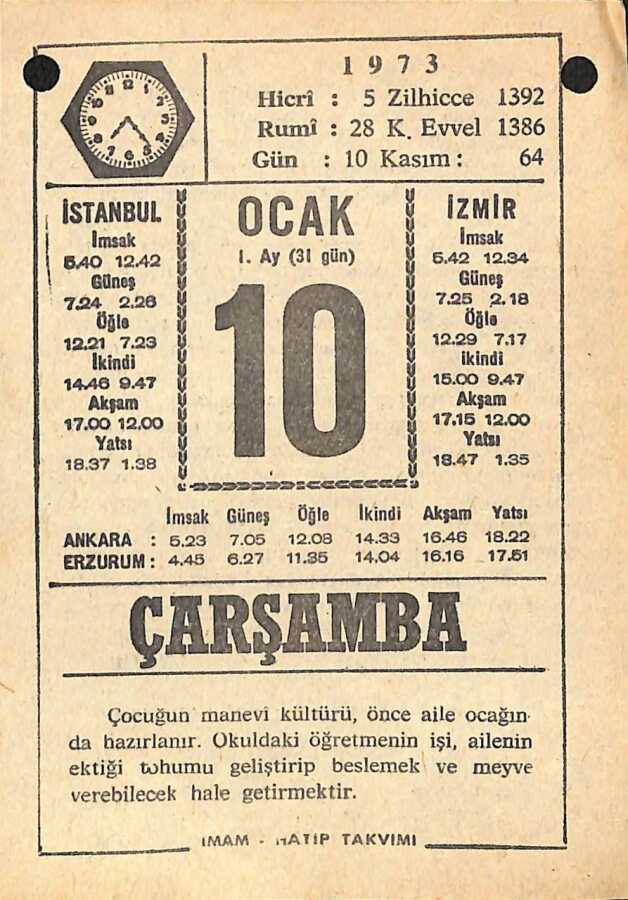 1973
Hicrî : 5 Zilhicce 1392
Rumî : 28 K. Evvel 1386
Gün : 10 Kasım : 64
İSTANBUL
İmsak
5.40 12.42
Güneş
7.24 2.26
Öğle
12.21 7.23
İkindi
14.46 9.47
Akşam
17.00 12.00
Yatsı
18.37 1.38
OCAK
1. Ay (31 gün)
10
İZMİR
İmsak
5.42 12.34
Güneş
7.25 2.18
Öğle
12.29 7.17
ikindi
15.00 9.47
Akşam
17.15 12.00
Yatsı
18.47 1.35
İmsak Güneş Öğle İkindi Akşam Yatsı
ANKARA : 5.23 7.05 12.08 14.33 16.46 18.22
ERZURUM : 4.45 6.27 11.35 14.04 16.16 17.51
ÇARŞAMBA
Çocuğun manevî kültürü, önce aile ocağın-
da hazırlanır. Okuldaki öğretmenin işi, ailenin
ektiği tohumu geliştirip beslemek ve meyve
verebilecek hale getirmektir.
İMAM - HATİP TAKVİMİ